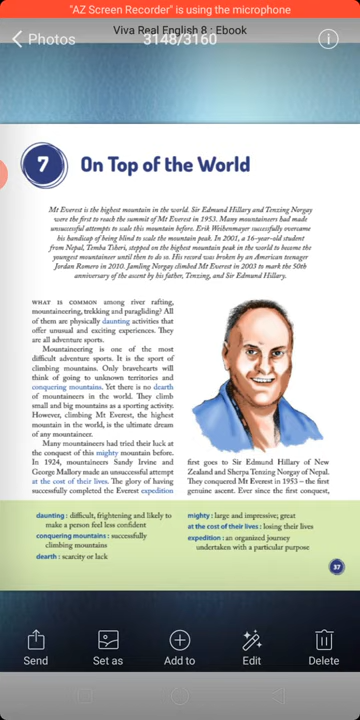 "AZ Screen Recorder" is using the microphone
Viva Real English 8 : Ebook
Photos
3148/3160
7
On Top of the World
Mt Everest is the highest mountain in the world. Sir Edmund Hillary and Tenzing Norgay
were the first to reach the summit of Mt Everest in 1953. Many mountaineers had made
unsuccessful attempts to scale this mountain before. Erik Weihenmayer successfully overcame
his handicap of being blind to scale the mountain peak. In 2001, a 16-year-old student
from Nepal, Temba Tsheri, stepped on the highest mountain peak in the world to become the
youngest mountaineer until then to do so. His record was broken by an American teenager
Jordan Romero in 2010. Jamling Norgay climbed Mt Everest in 2003 to mark the 50th
anniversary of the ascent by his father, Tenzing, and Sir Edmund Hillary.
WHAT IS COMMON among river rafting,
mountaineering, trekking and paragliding? All
of them are physically daunting activities that
offer unusual and exciting experiences. They
are all adventure sports.
Mountaineering is one of the most
difficult adventure sports. It is the sport of
climbing mountains. Only bravehearts will
think of going to unknown territories and
conquering mountains. Yet there is no dearth
of mountaineers in the world. They climb
small and big mountains as a sporting activity.
However, climbing Mt Everest, the highest
mountain in the world, is the ultimate dream
of any mountaineer.
Many mountaineers had tried their luck at
the conquest of this mighty mountain before.
In 1924, mountaineers Sandy Irvine and
George Mallory made an unsuccessful attempt
at the cost of their lives. The glory of having
successfully completed the Everest expedition
first goes to Sir Edmund Hillary of New
Zealand and Sherpa Tenzing Norgay of Nepal.
They conquered Mt Everest in 1953 – the first
genuine ascent. Ever since the first conquest,
daunting : difficult, frightening and likely to
make a person feel less confident
conquering mountains : successfully
climbing mountains
dearth : scarcity or lack
mighty : large and impressive; great
at the cost of their lives : losing their lives
expedition : an organized journey
undertaken with a particular purpose
37
Send
Set as
Add to
Edit
Delete